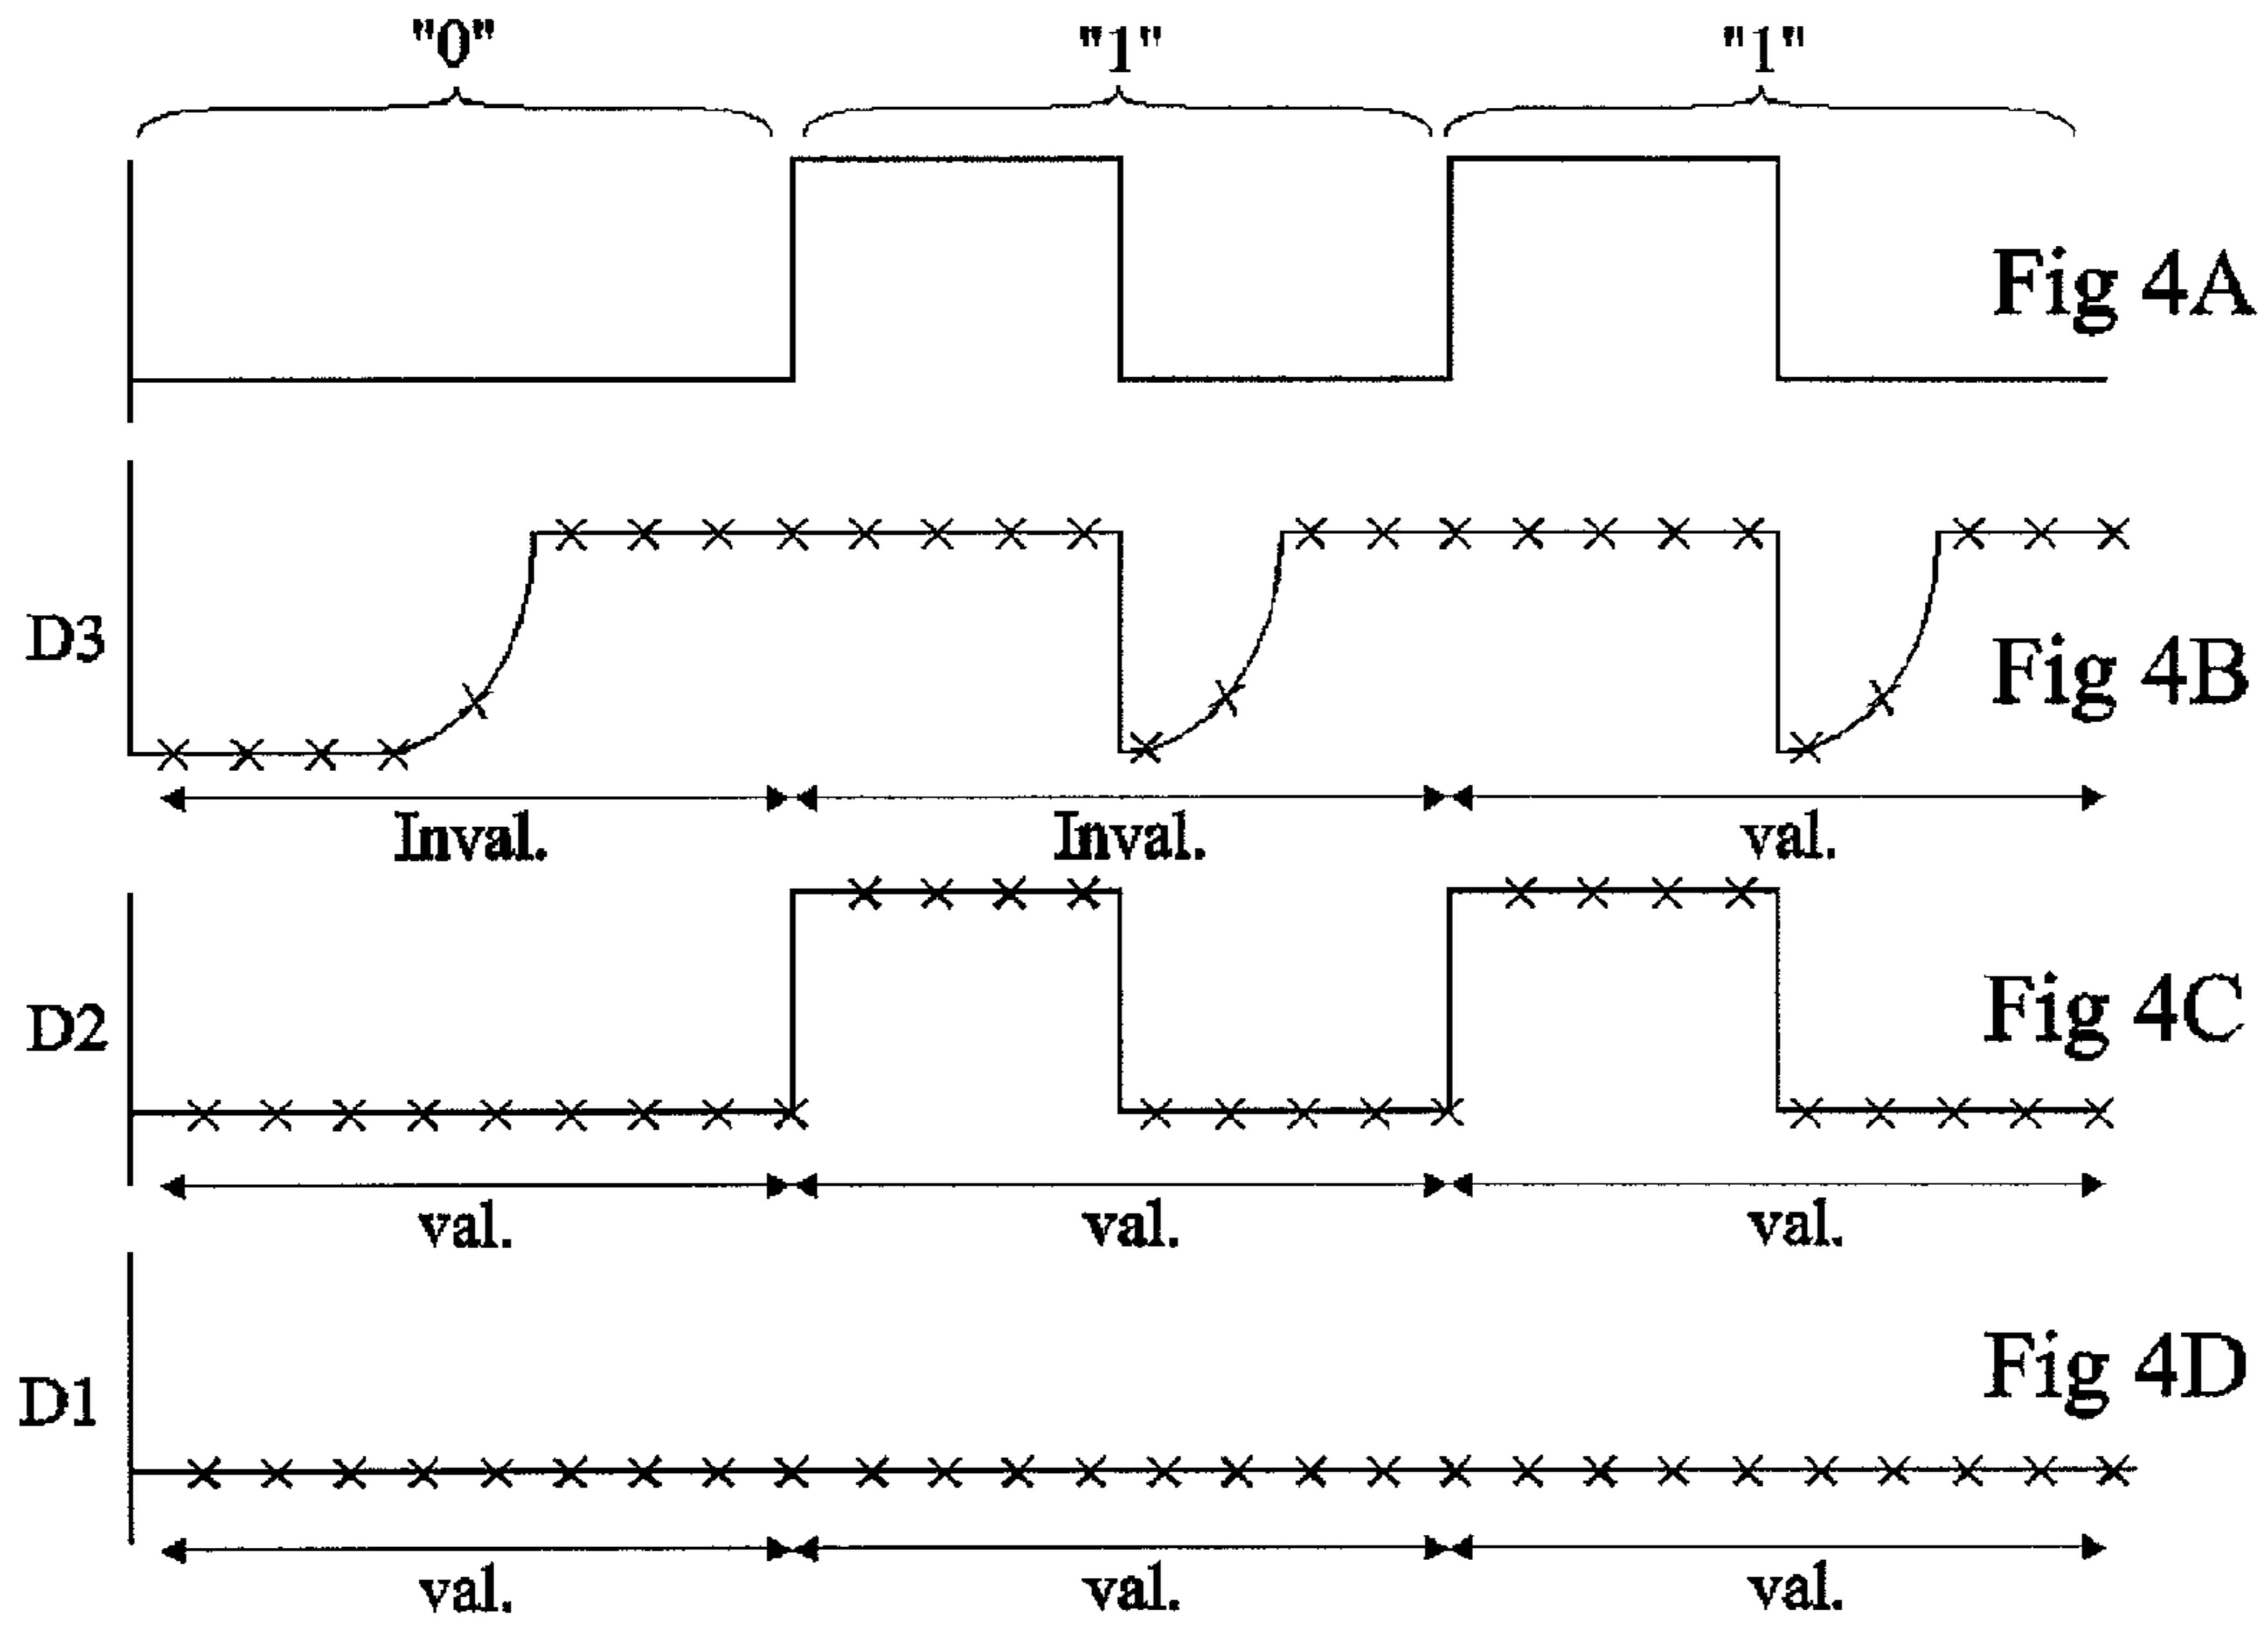 "0" "1" "1"
Fig 4A
D3
Fig 4B
Inval. Inval. val.
D2
Fig 4C
val. val. val.
D1
Fig 4D
val. val. val.